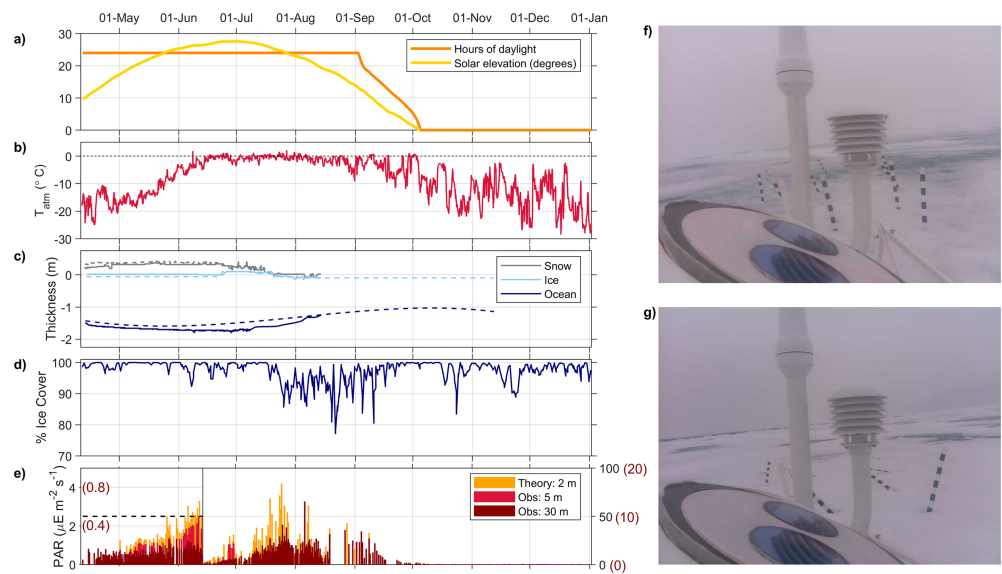 01-May 01-Jun 01-Jul 01-Aug 01-Sep 01-Oct 01-Nov 01-Dec 01-Jan
a)
30
20
10
0
Hours of daylight
Solar elevation (degrees)
b)
T atm (° C)
0
-10
-20
-30
c)
Thickness (m)
0
-1
-2
Snow
Ice
Ocean
d)
% Ice Cover
100
90
80
70
e)
PAR (μE m-2 s-1)
4
2
0
(0.8)
(0.4)
Theory: 2 m
Obs: 5 m
Obs: 30 m
100 (20)
50 (10)
0 (0)
f)
g)